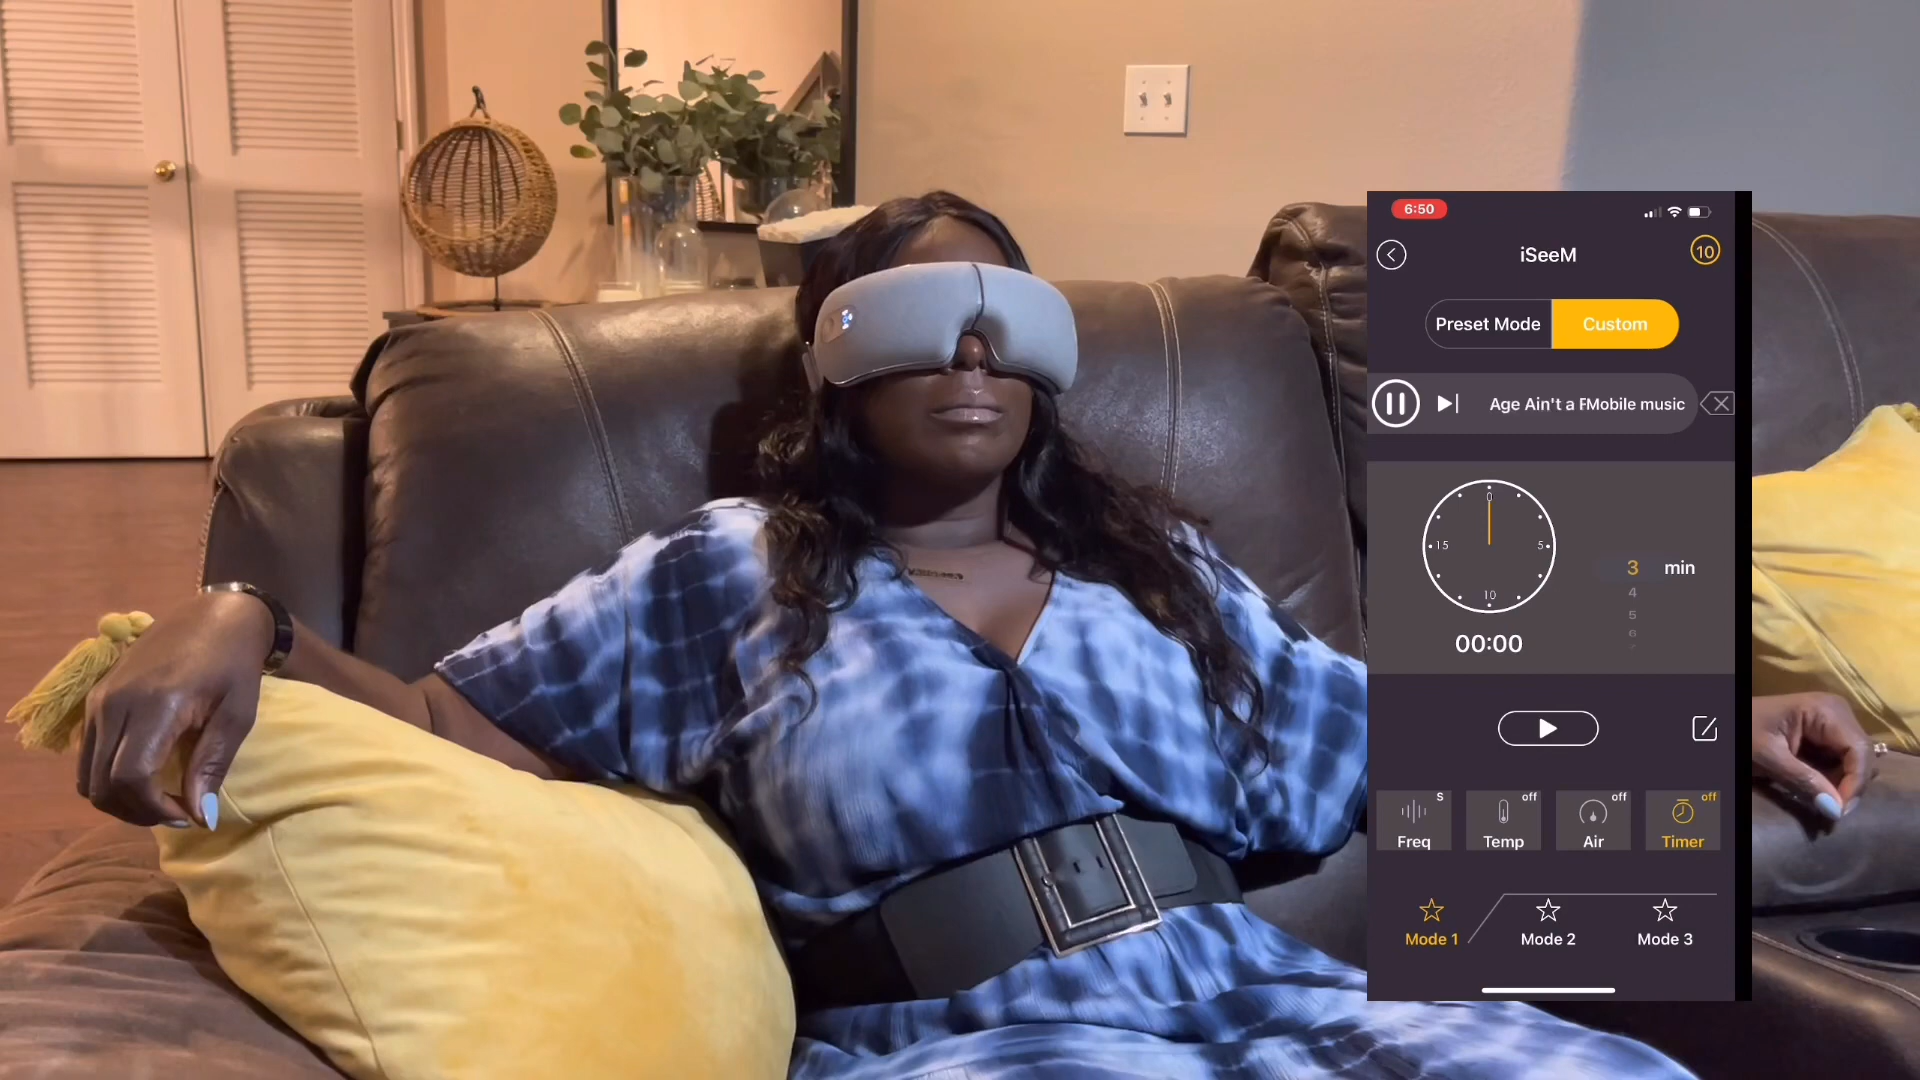 6:50
iSeeM
10
Preset Mode
Custom
Age Ain't a F
Mobile music
0
15
5
10
3 min
4
5
6
00:00
S
off
off
off
Freq
Temp
Air
Timer
Mode 1
Mode 2
Mode 3